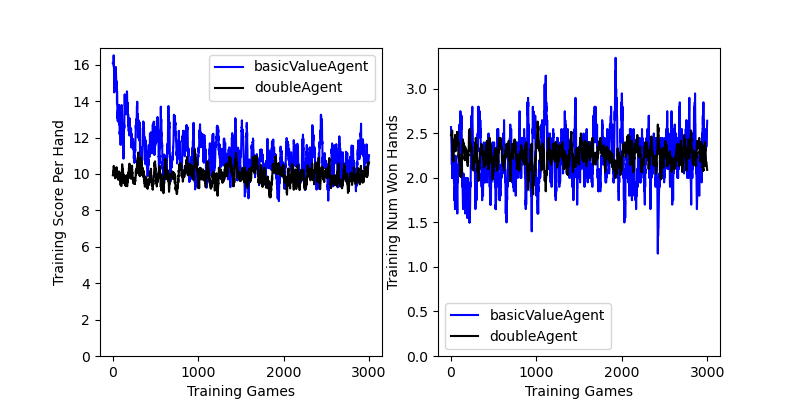 Training Score Per Hand
16
14
12
10
8
6
4
2
0
0 1000 2000 3000
Training Games
basicValueAgent
doubleAgent
Training Num Won Hands
3.0
2.5
2.0
1.5
1.0
0.5
0.0
0 1000 2000 3000
Training Games
basicValueAgent
doubleAgent